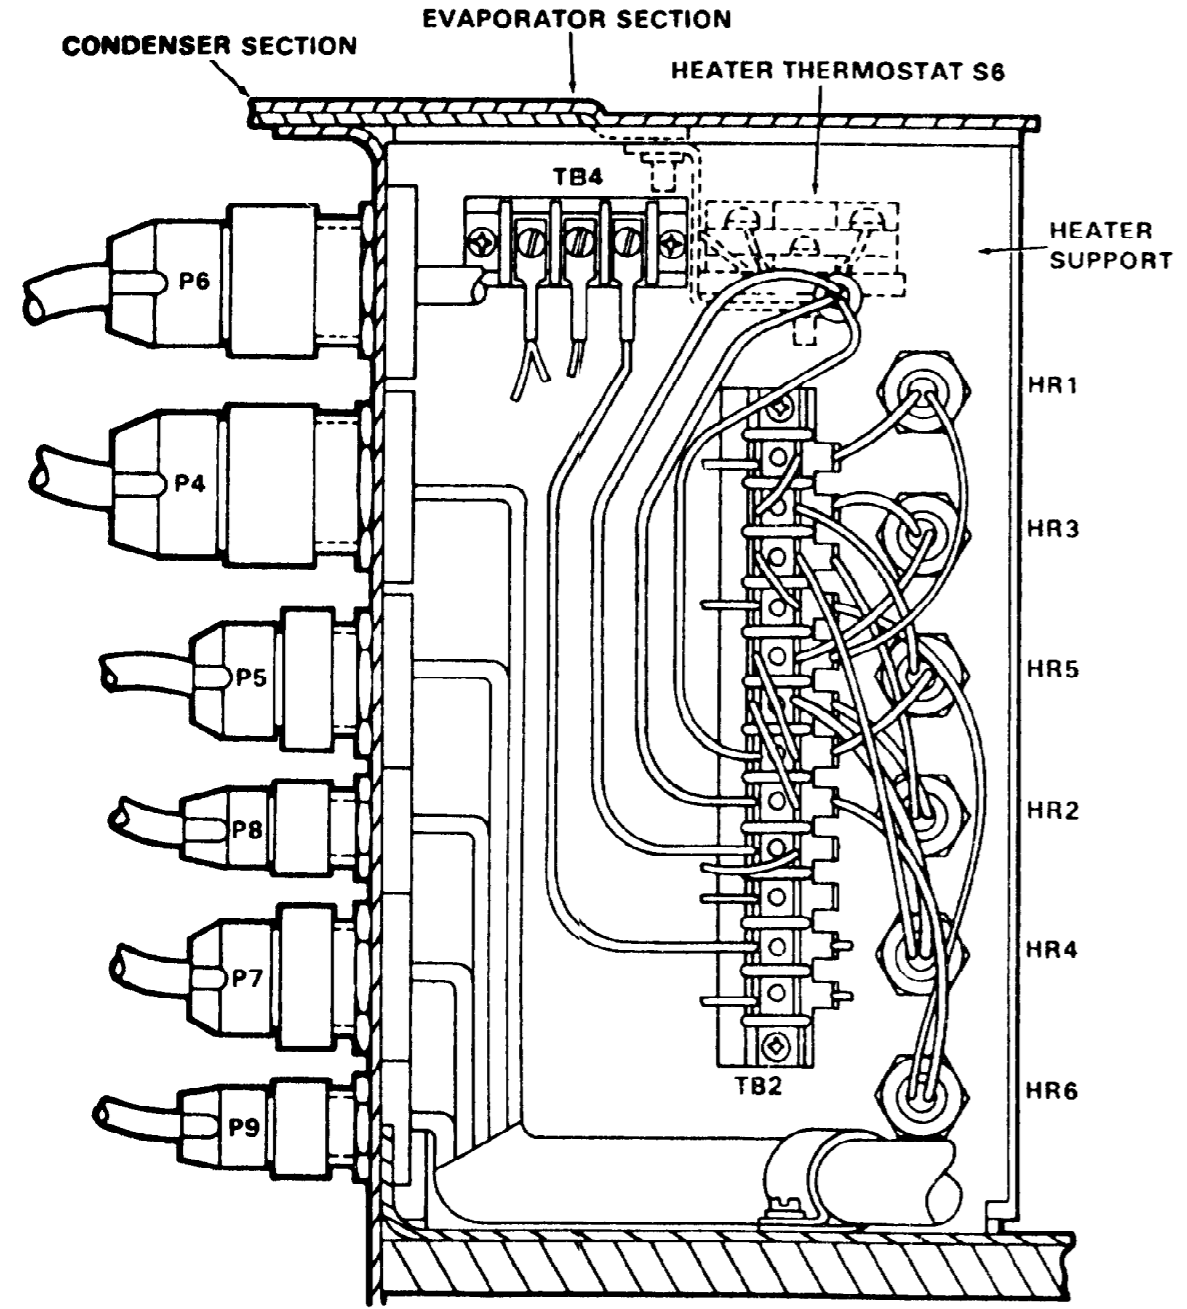 EVAPORATOR SECTION
CONDENSER SECTION
HEATER THERMOSTAT S6
TB4
HEATER
SUPPORT
P6
HR1
P4
HR3
P5
HR5
P8
HR2
P7
HR4
TB2
HR6
P9